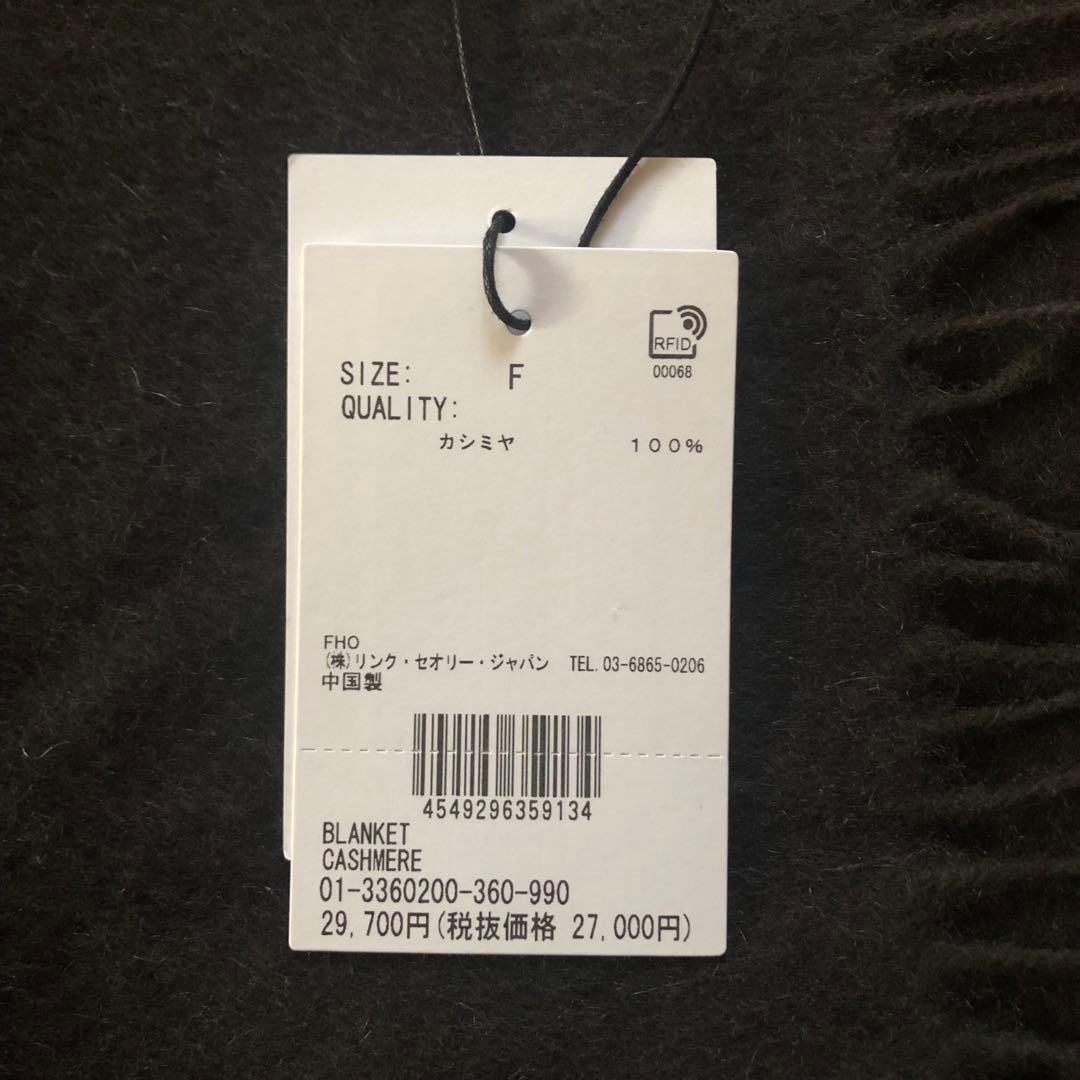 RFID
00068
SIZE: F
QUALITY:
カシミヤ 100%
FHO
(株)リンク・セオリー・ジャパン TEL. 03-6865-0206
中国製
4549296359134
BLANKET
CASHMERE
01-3360200-360-990
29,700円(税抜価格 27,000円)